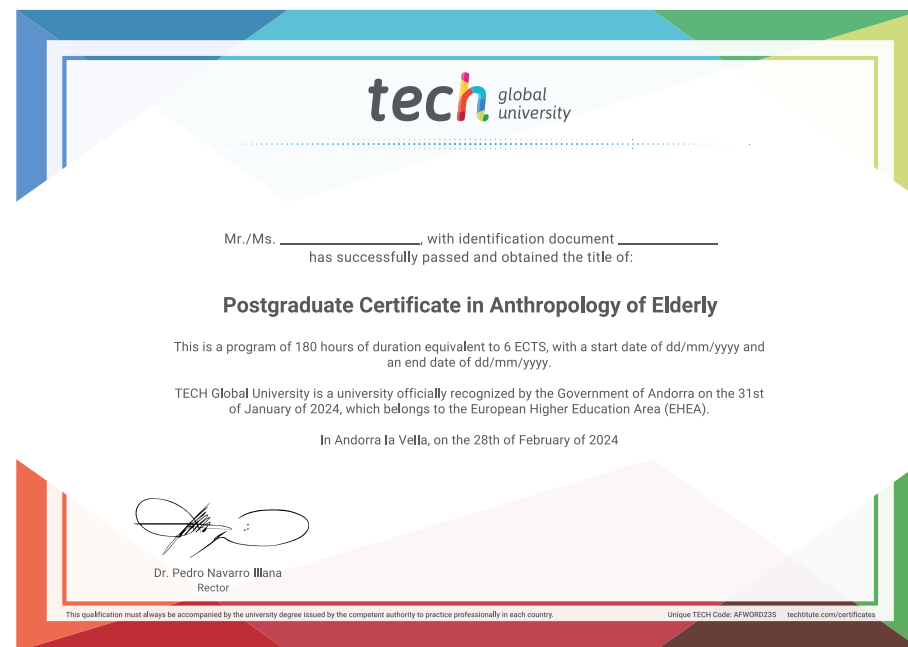 tech global
university
Mr./Ms. ____________, with identification document ____________
has successfully passed and obtained the title of:
Postgraduate Certificate in Anthropology of Elderly
This is a program of 180 hours of duration equivalent to 6 ECTS, with a start date of dd/mm/yyyy and
an end date of dd/mm/yyyy.
TECH Global University is a university officially recognized by the Government of Andorra on the 31st
of January of 2024, which belongs to the European Higher Education Area (EHEA).
In Andorra la Vella, on the 28th of February of 2024
Dr. Pedro Navarro Illana
Rector
This qualification must always be accompanied by the university degree issued by the competent authority to practice professionally in each country.
Unique TECH Code: AFWORD23S techtitute.com/certificates